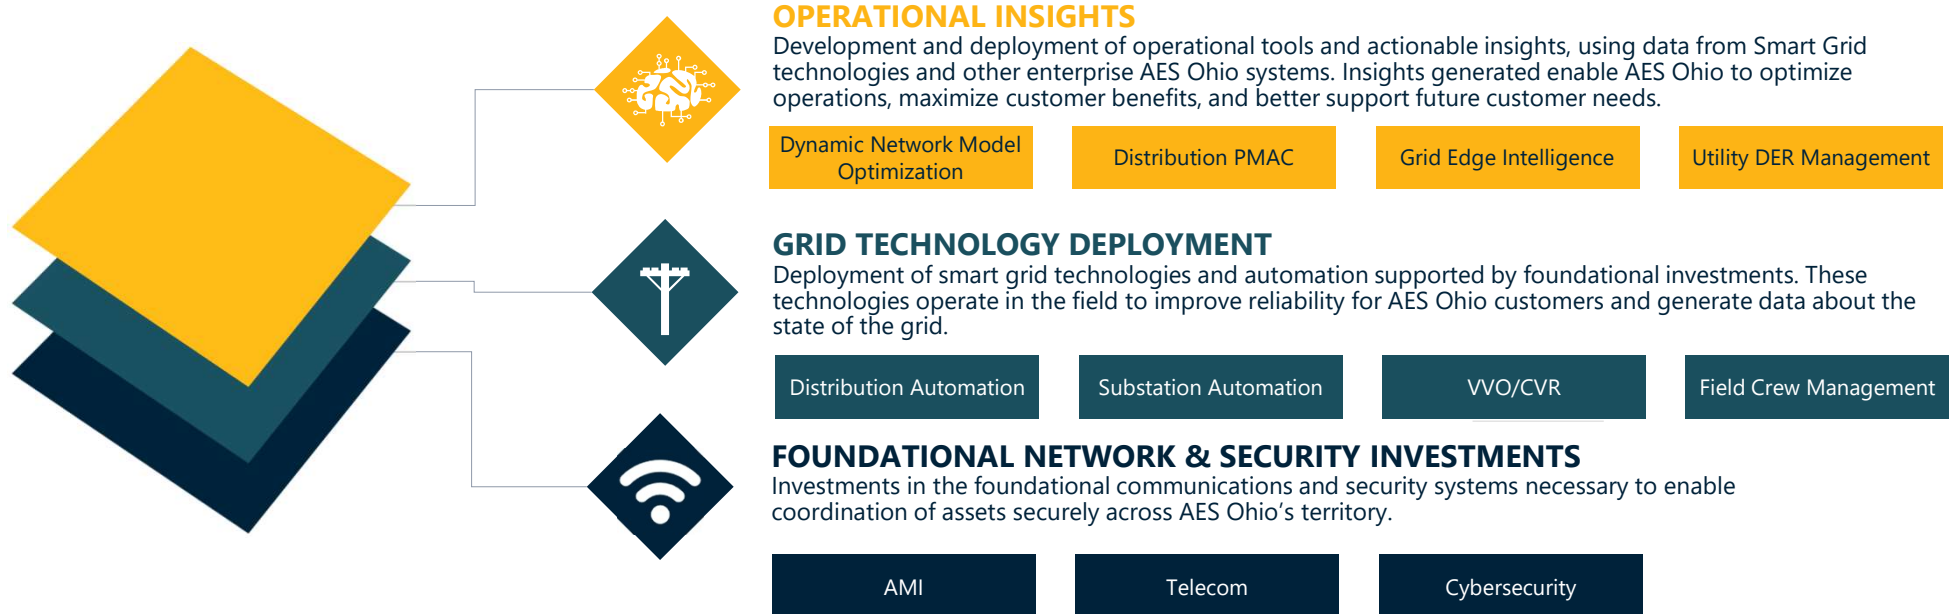 OPERATIONAL INSIGHTS
Development and deployment of operational tools and actionable insights, using data from Smart Grid
technologies and other enterprise AES Ohio systems. Insights generated enable AES Ohio to optimize
operations, maximize customer benefits, and better support future customer needs.
Dynamic Network Model
Optimization
Distribution PMAC
Grid Edge Intelligence
Utility DER Management
GRID TECHNOLOGY DEPLOYMENT
Deployment of smart grid technologies and automation supported by foundational investments. These
technologies operate in the field to improve reliability for AES Ohio customers and generate data about the
state of the grid.
Distribution Automation
Substation Automation
VVO/CVR
Field Crew Management
FOUNDATIONAL NETWORK & SECURITY INVESTMENTS
Investments in the foundational communications and security systems necessary to enable
coordination of assets securely across AES Ohio’s territory.
AMI
Telecom
Cybersecurity